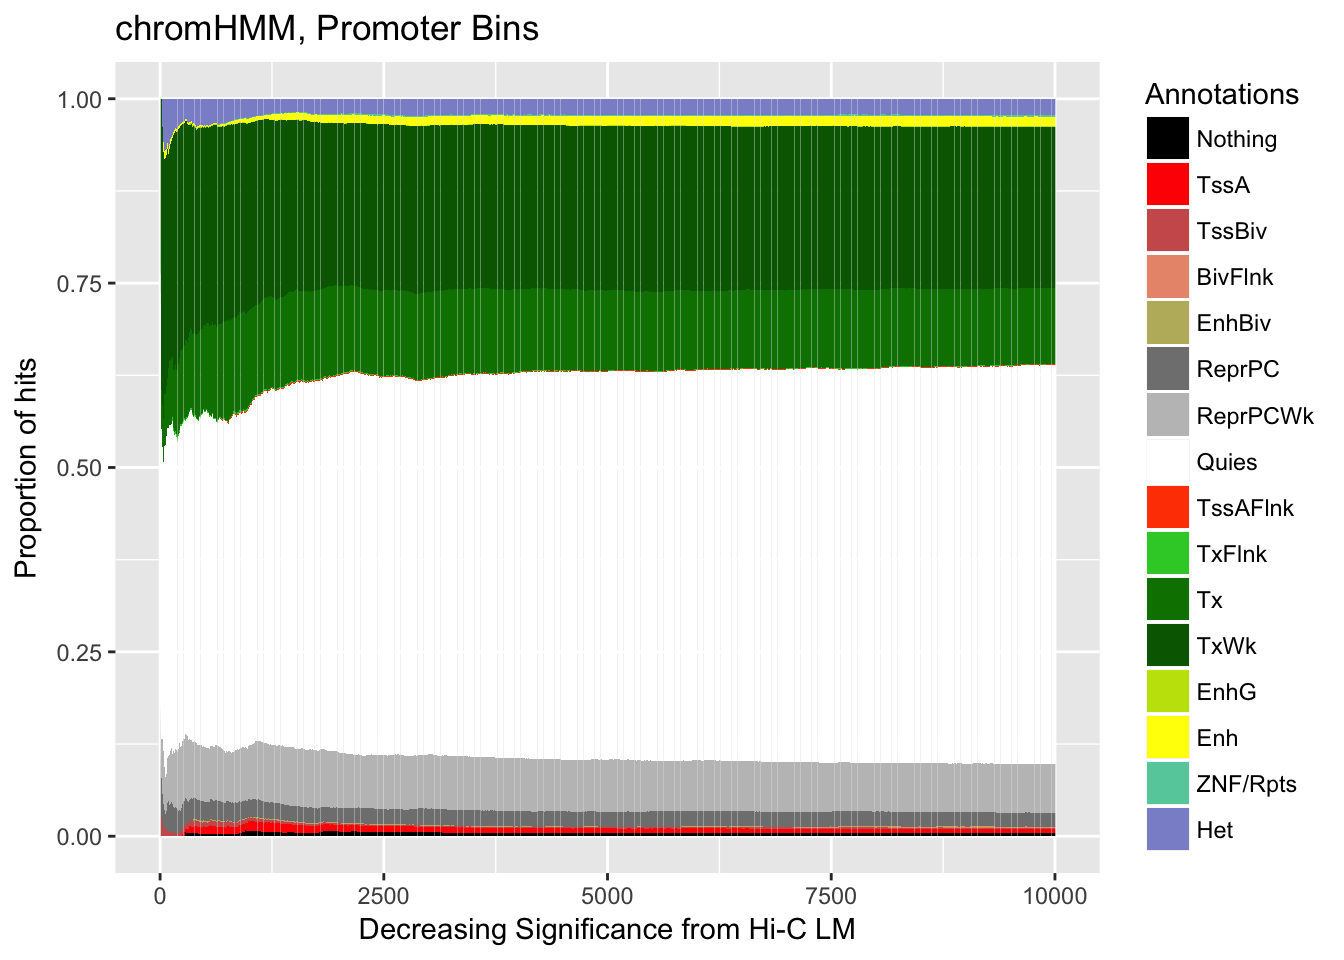 chromHMM, Promoter Bins
Proportion of hits
1.00
0.75
0.50
0.25
0.00
0
2500
5000
7500
10000
Decreasing Significance from Hi-C LM
Annotations
Nothing
TssA
TssBiv
BivFlnk
EnhBiv
ReprPC
ReprPCWk
Quies
TssAFlnk
TxFlnk
Tx
TxWk
EnhG
Enh
ZNF/Rpts
Het